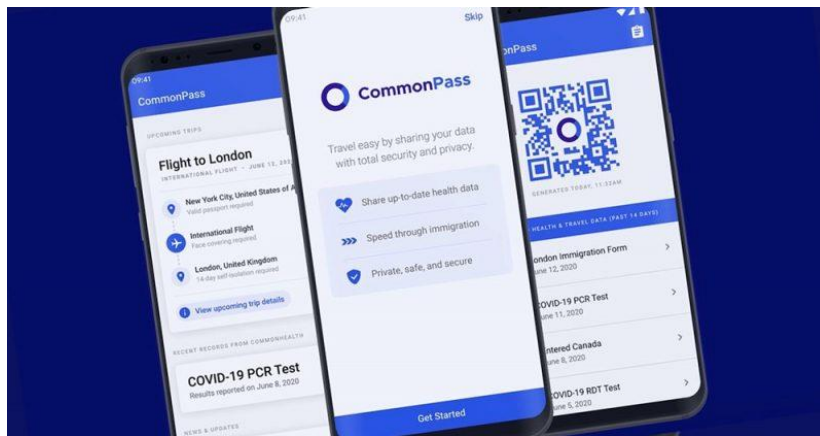 09:41
CommonPass
UPCOMING TRIPS
Flight to London
INTERNATIONAL FLIGHT • JUNE 12, 202
New York City, United States of A
Valid passport required
International Flight
Face covering required
London, United Kingdom
14-day self-isolation required
View upcoming trip details
RECENT RECORDS FROM COMMONHEALTH
COVID-19 PCR Test
Results reported on June 8, 2020
NEWS & UPDATES
09:41
Skip
CommonPass
Travel easy by sharing your data
with total security and privacy.
Share up-to-date health data
Speed through immigration
Private, safe, and secure
Get Started
onPass
GENERATED TODAY, 11:32AM
HEALTH & TRAVEL DATA (PAST 14 DAYS)
ondon Immigration Form
une 12, 2020
OVID-19 PCR Test
une 11, 2020
ntered Canada
une 8, 2020
OVID-19 RDT Test
une 5, 2020